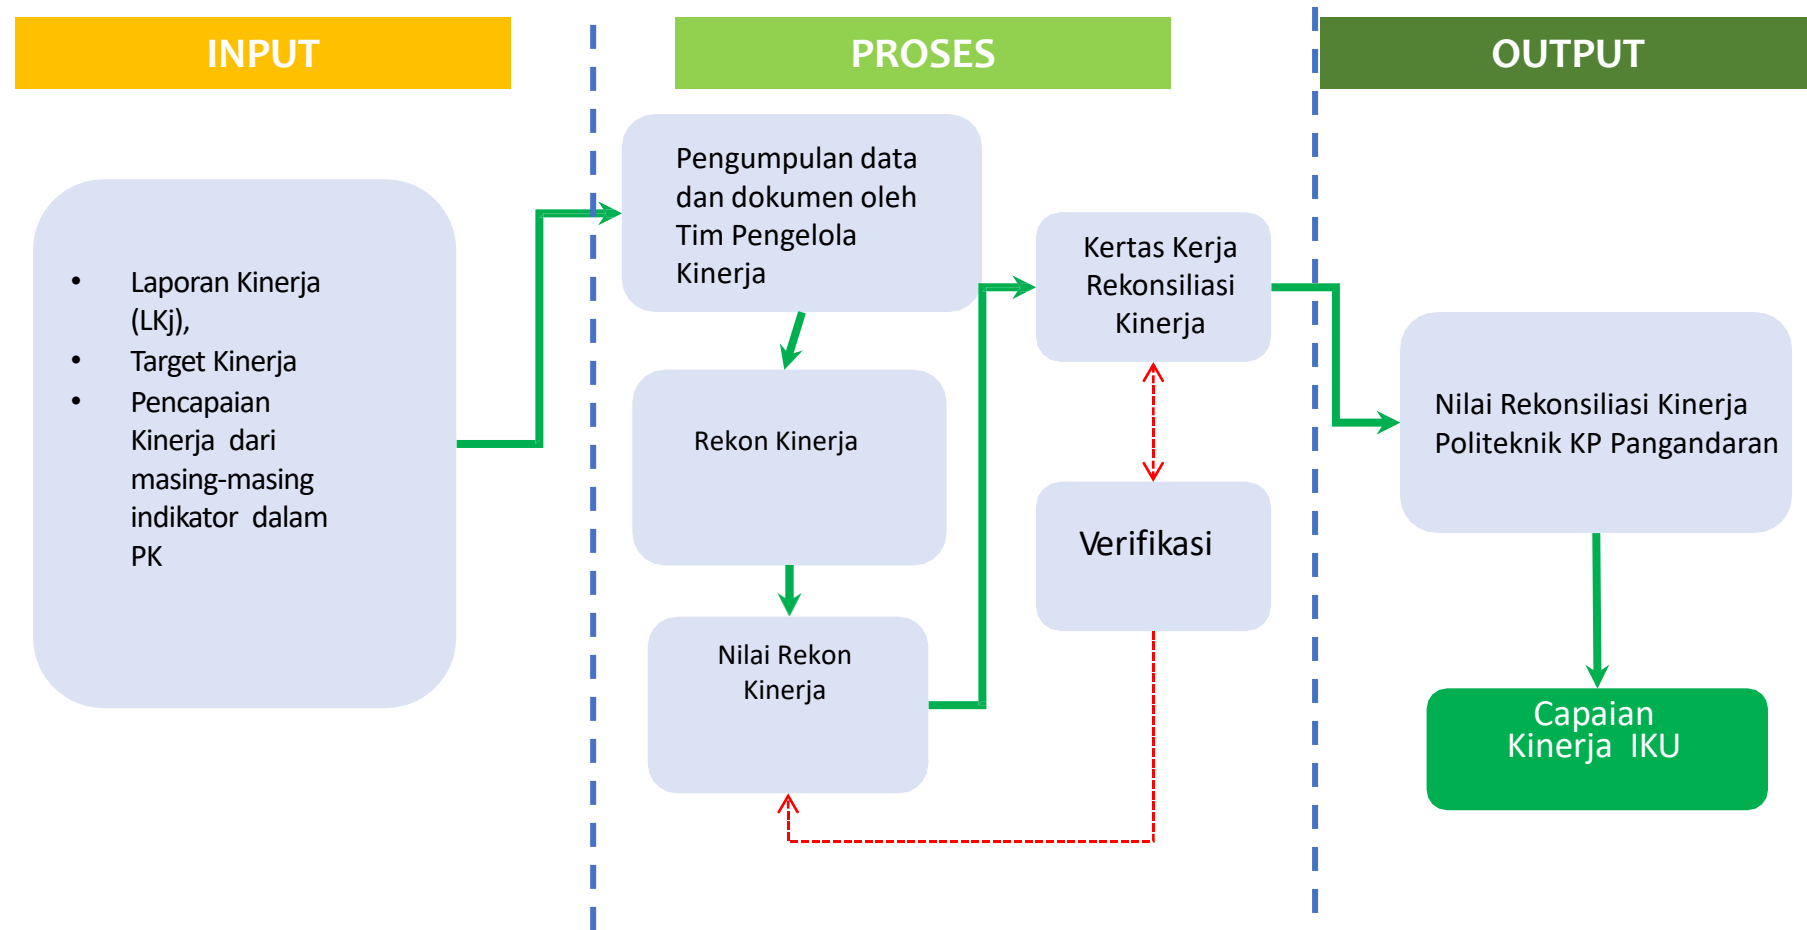 INPUT
PROSES
OUTPUT
• Laporan Kinerja
(LKj),
• Target Kinerja
• Pencapaian
Kinerja dari
masing-masing
indikator dalam
PK
Pengumpulan data
dan dokumen oleh
Tim Pengelola
Kinerja
Rekon Kinerja
Nilai Rekon
Kinerja
Kertas Kerja
Rekonsiliasi
Kinerja
Verifikasi
Nilai Rekonsiliasi Kinerja
Politeknik KP Pangandaran
Capaian
Kinerja IKU